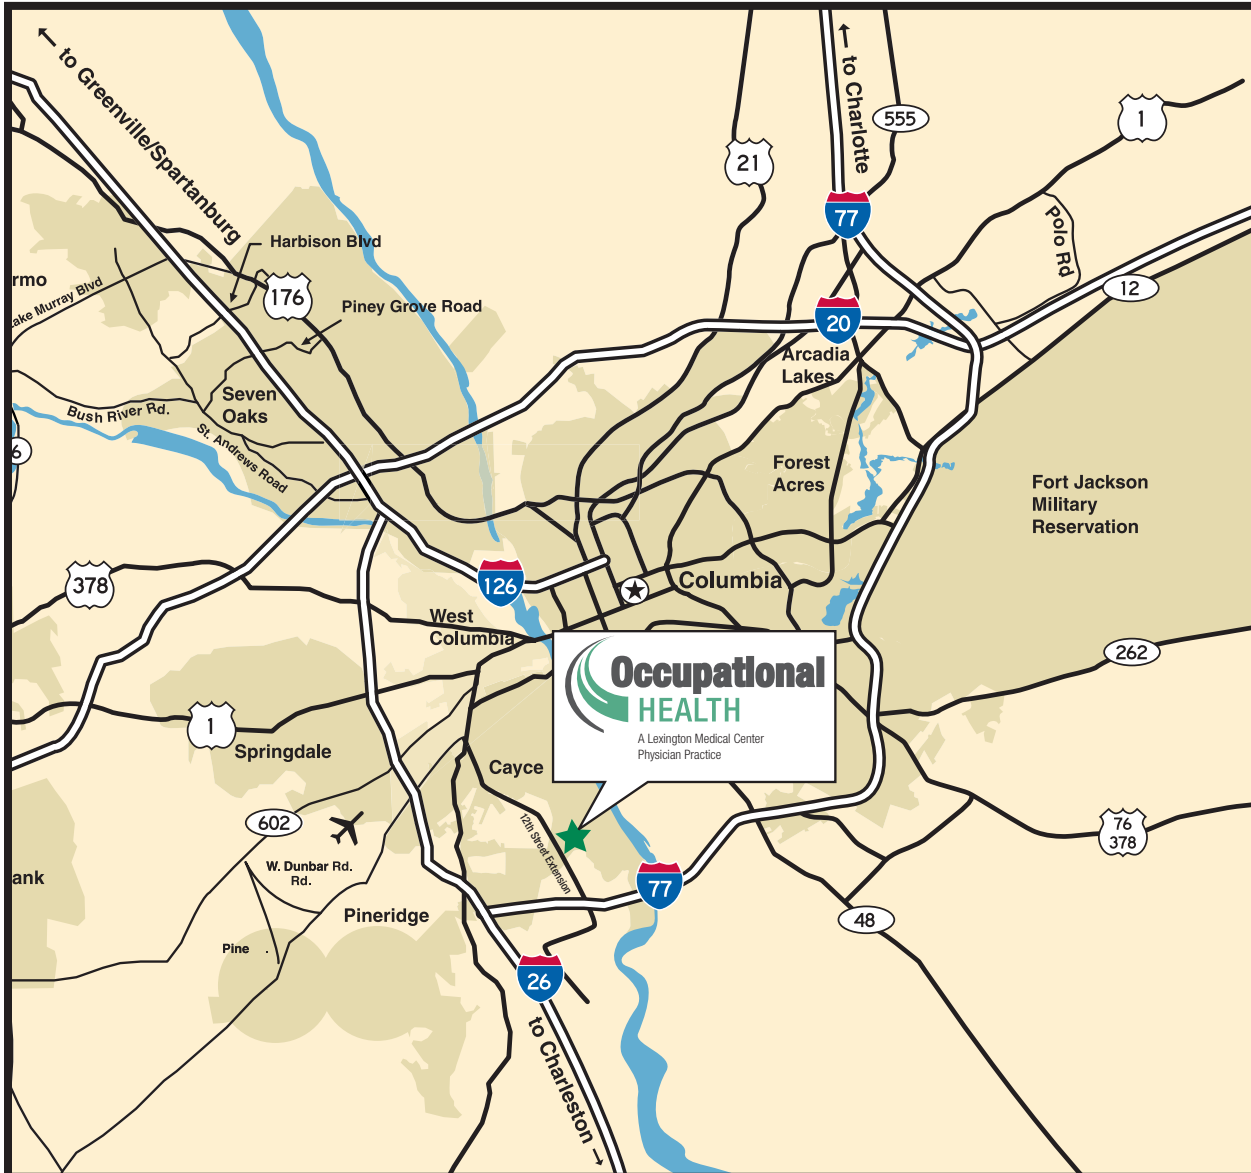 ← to Greenville/Spartanburg
← to Charlotte
555
1
21
77
Polo Rd
Harbison Blvd
rmo
176
12
Lake Murray Blvd
Piney Grove Road
20
Arcadia
Lakes
Seven
Oaks
Bush River Rd.
St. Andrews Road
6
Forest
Acres
Fort Jackson
Military
Reservation
378
126
Columbia
West
Columbia
262
Occupational
HEALTH
A Lexington Medical Center
Physician Practice
1
Springdale
Cayce
602
12th Street Extension
76
378
W. Dunbar Rd.
Rd.
ank
77
Pineridge
48
Pine .
26
to Charleston →